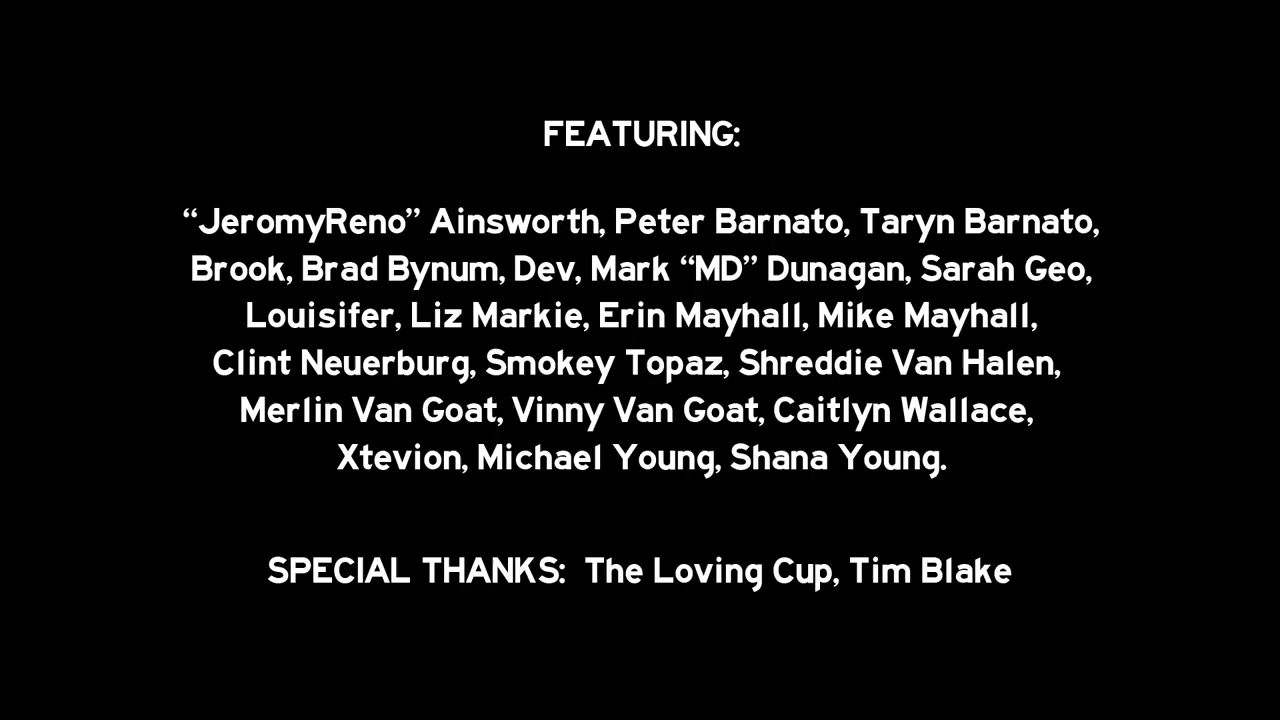 FEATURING:
“JeromyReno” Ainsworth, Peter Barnato, Taryn Barnato,
Brook, Brad Bynum, Dev, Mark “MD” Dunagan, Sarah Geo,
Louisifer, Liz Markie, Erin Mayhall, Mike Mayhall,
Clint Neuerburg, Smokey Topaz, Shreddie Van Halen,
Merlin Van Goat, Vinny Van Goat, Caitlyn Wallace,
Xtevion, Michael Young, Shana Young.
SPECIAL THANKS:  The Loving Cup, Tim Blake